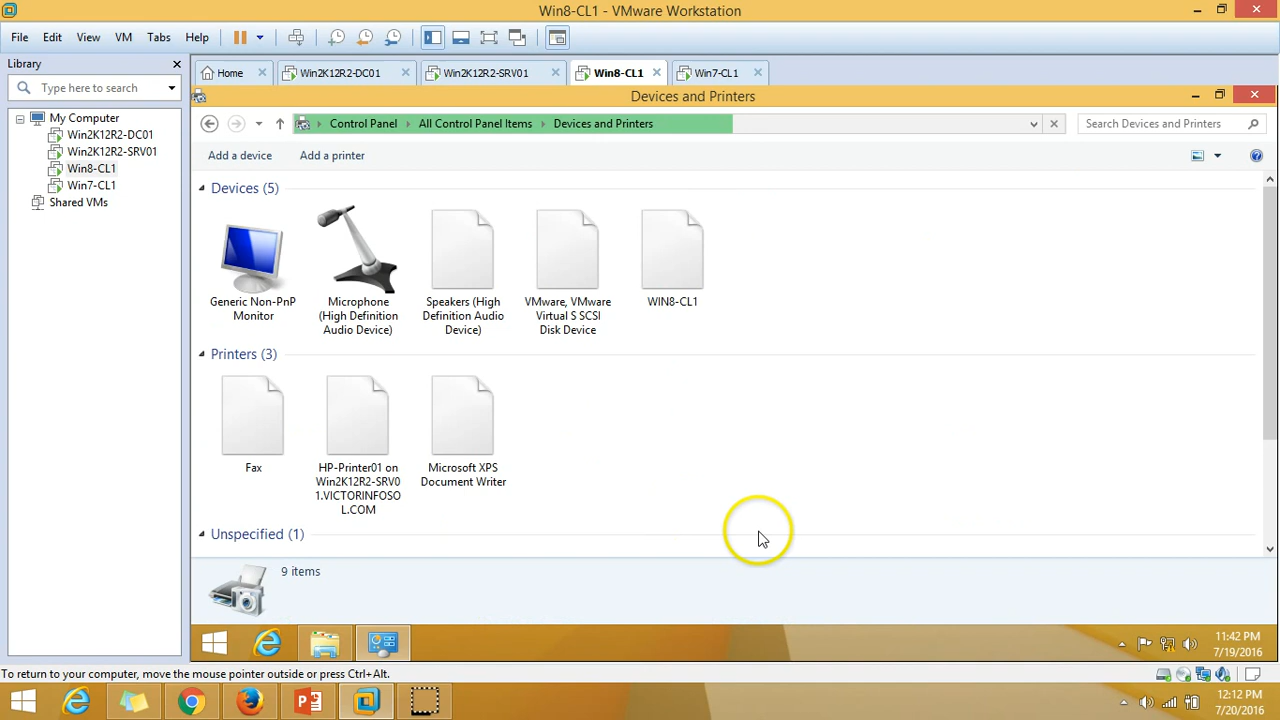 Win8-CL1 - VMware Workstation
File Edit View VM Tabs Help
Library
Type here to search
My Computer
Win2K12R2-DC01
Win2K12R2-SRV01
Win8-CL1
Win7-CL1
Shared VMs
Home Win2K12R2-DC01 Win2K12R2-SRV01 Win8-CL1 Win7-CL1
Devices and Printers
Control Panel All Control Panel Items Devices and Printers Search Devices and Printers
Add a device Add a printer
Devices (5)
Generic Non-PnP
Monitor
Microphone
(High Definition
Audio Device)
Speakers (High
Definition Audio
Device)
VMware, VMware
Virtual S SCSI
Disk Device
WIN8-CL1
Printers (3)
Fax
HP-Printer01 on
Win2K12R2-SRV0
1.VICTORINFOSO
L.COM
Microsoft XPS
Document Writer
Unspecified (1)
9 items
11:42 PM
7/19/2016
To return to your computer, move the mouse pointer outside or press Ctrl+Alt.
12:12 PM
7/20/2016